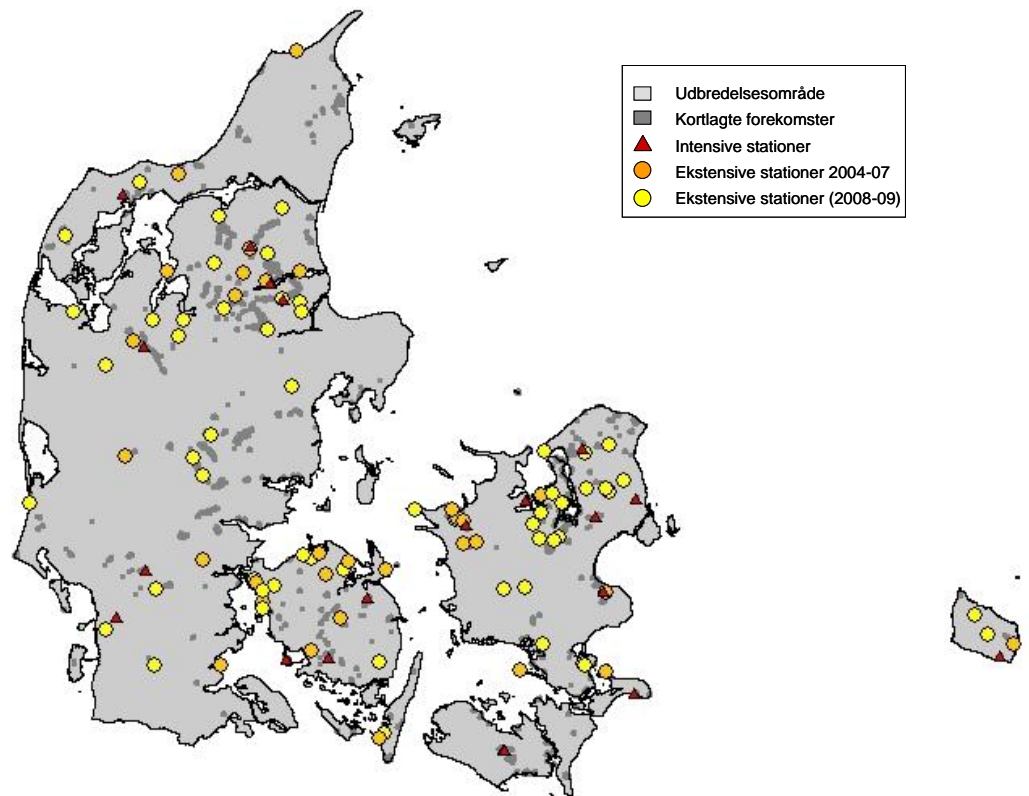 Udbredelsesområde
Kortlagte forekomster
Intensive stationer
Ekstensive stationer 2004-07
Ekstensive stationer (2008-09)